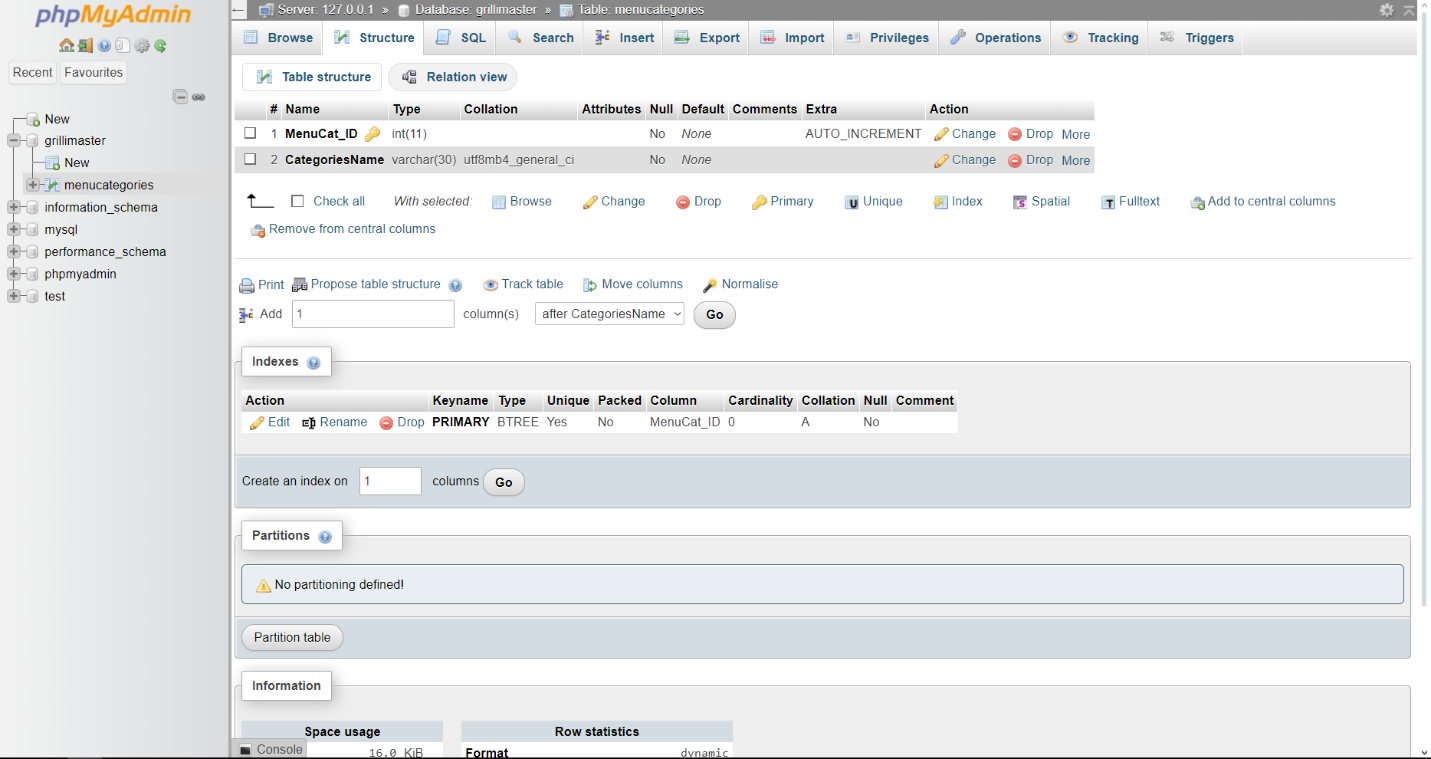 phpMyAdmin
Recent Favourites
New
grillimaster
New
menucategories
information_schema
mysql
performance_schema
phpmyadmin
test
Server: 127.0.0.1 » Database: grillimaster » Table: menucategories
Browse Structure SQL Search Insert Export Import Privileges Operations Tracking Triggers
Table structure Relation view
# Name Type Collation Attributes Null Default Comments Extra Action
1 MenuCat_ID int(11) No None AUTO_INCREMENT Change Drop More
2 CategoriesName varchar(30) utf8mb4_general_ci No None Change Drop More
Check all With selected: Browse Change Drop Primary Unique Index Spatial Fulltext Add to central columns
Remove from central columns
Print Propose table structure Track table Move columns Normalise
Add 1 column(s) after CategoriesName Go
Indexes
Action Keyname Type Unique Packed Column Cardinality Collation Null Comment
Edit Rename Drop PRIMARY BTREE Yes No MenuCat_ID 0 A No
Create an index on 1 columns Go
Partitions
No partitioning defined!
Partition table
Information
Space usage Row statistics
16.0 KiB Format dynamic
Console